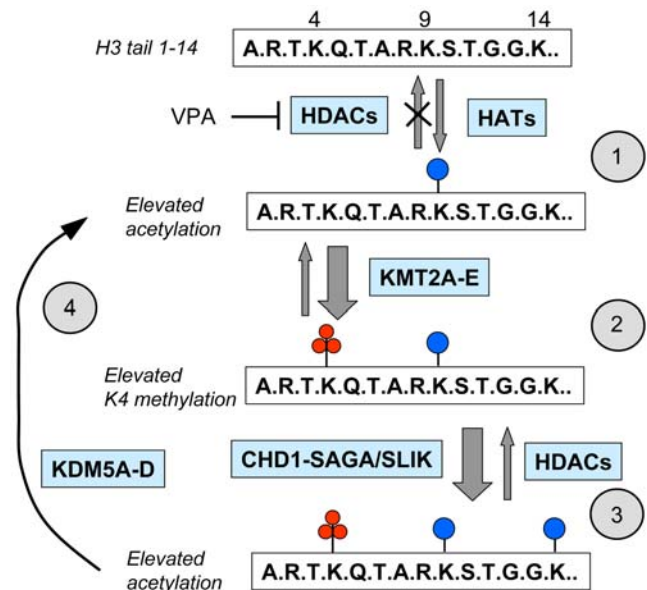 4 9 14
H3 tail 1-14
A.R.T.K.Q.T.A.R.K.S.T.G.G.K..
VPA
HDACs
HATs
1
Elevated
acetylation
A.R.T.K.Q.T.A.R.K.S.T.G.G.K..
KMT2A-E
4
2
Elevated
K4 methylation
A.R.T.K.Q.T.A.R.K.S.T.G.G.K..
KDM5A-D
CHD1-SAGA/SLIK
HDACs
3
Elevated
acetylation
A.R.T.K.Q.T.A.R.K.S.T.G.G.K..